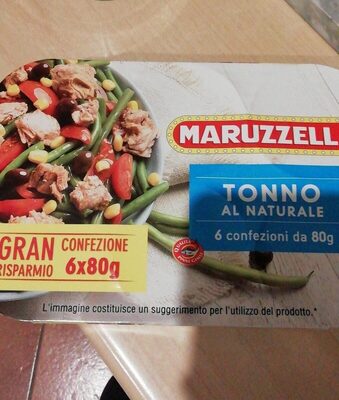 MARUZZELL
TONNO
AL NATURALE
6 confezioni da 80g
GRAN
RISPARMIO
CONFEZIONE
6x80g
L'immagine costituisce un suggerimento per l'utilizzo del prodotto.*